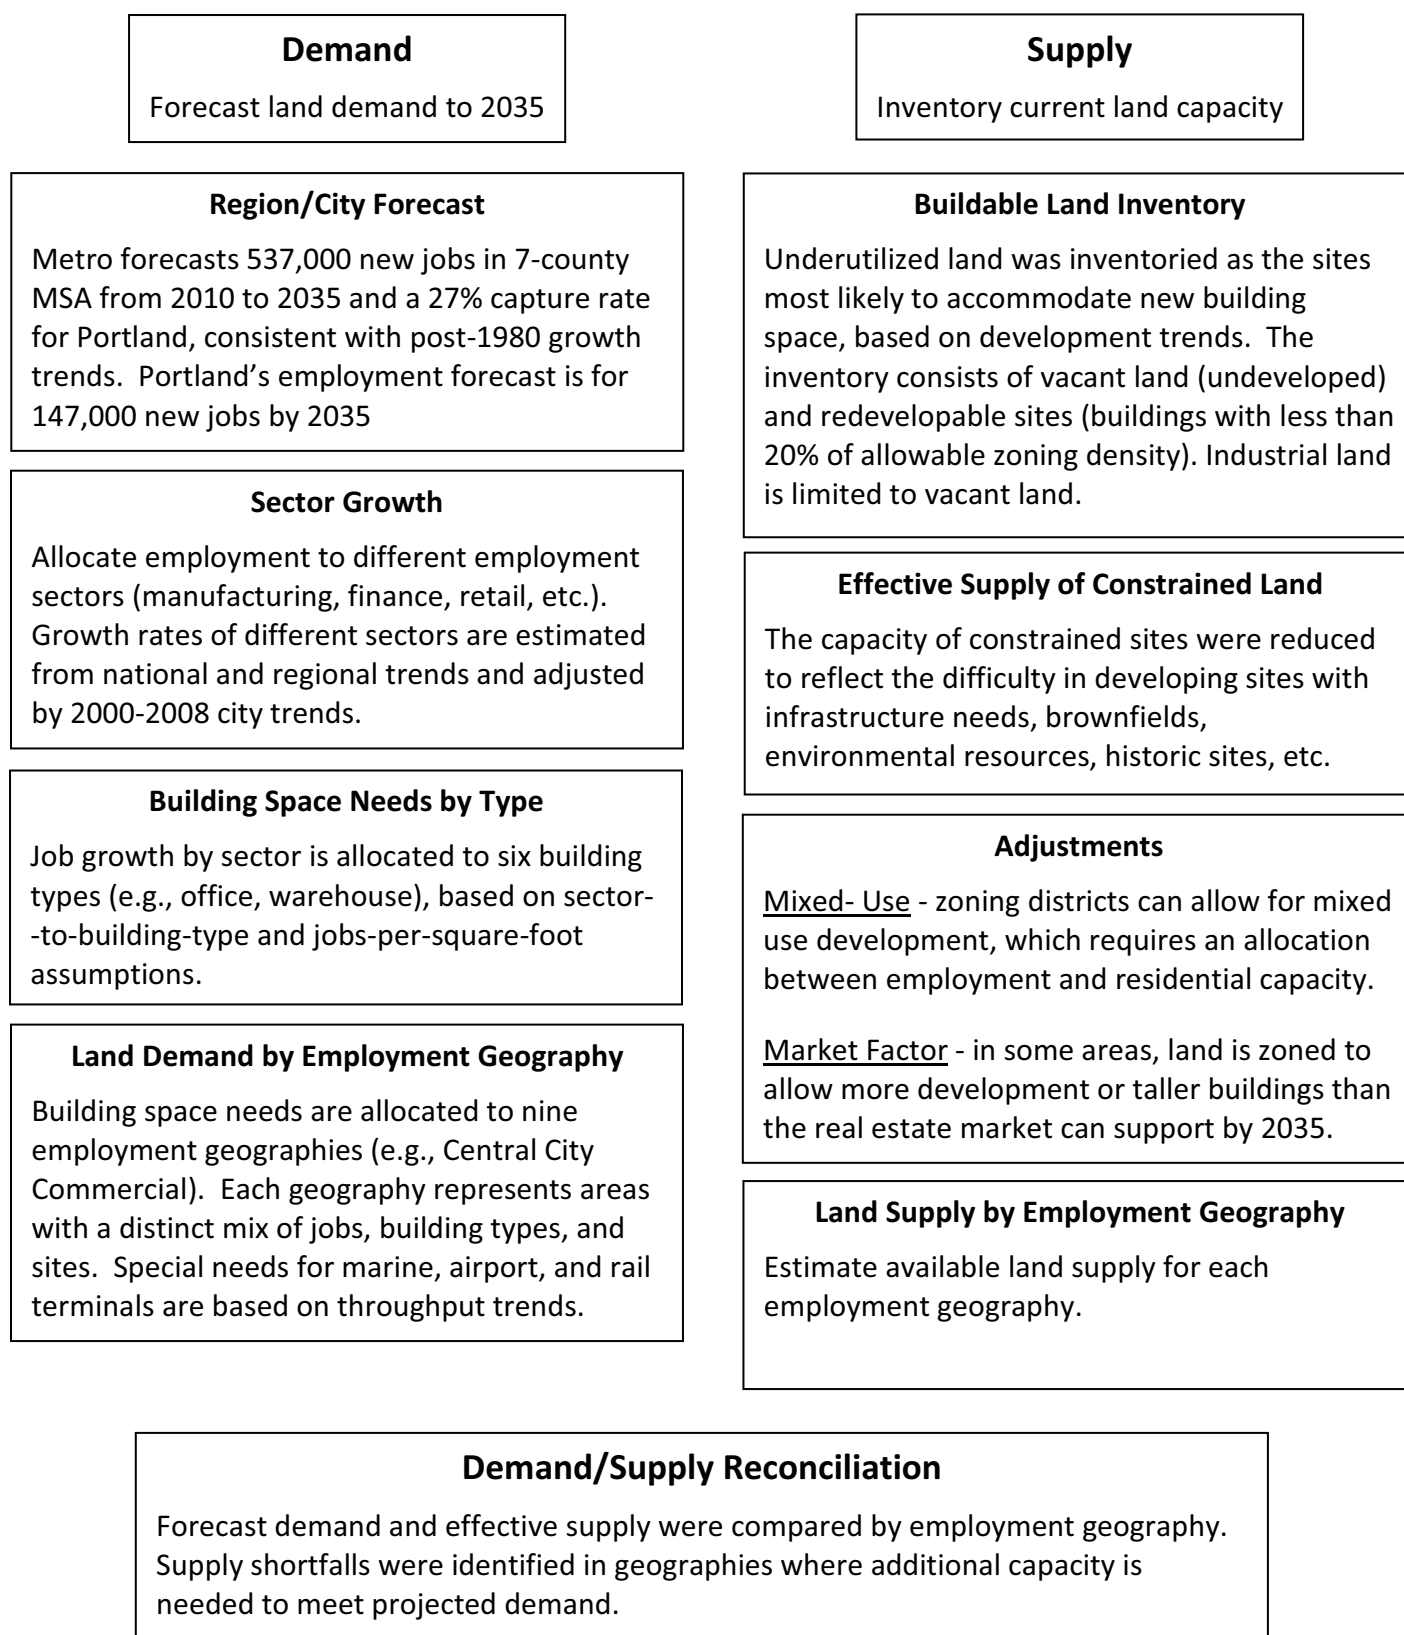 Demand
Forecast land demand to 2035
Supply
Inventory current land capacity
Region/City Forecast
Metro forecasts 537,000 new jobs in 7-county
MSA from 2010 to 2035 and a 27% capture rate
for Portland, consistent with post-1980 growth
trends.  Portland’s employment forecast is for
147,000 new jobs by 2035
Sector Growth
Allocate employment to different employment
sectors (manufacturing, finance, retail, etc.).
Growth rates of different sectors are estimated
from national and regional trends and adjusted
by 2000-2008 city trends.
Building Space Needs by Type
Job growth by sector is allocated to six building
types (e.g., office, warehouse), based on sector-
-to-building-type and jobs-per-square-foot
assumptions.
Land Demand by Employment Geography
Building space needs are allocated to nine
employment geographies (e.g., Central City
Commercial).  Each geography represents areas
with a distinct mix of jobs, building types, and
sites.  Special needs for marine, airport, and rail
terminals are based on throughput trends.
Buildable Land Inventory
Underutilized land was inventoried as the sites
most likely to accommodate new building
space, based on development trends.  The
inventory consists of vacant land (undeveloped)
and redevelopable sites (buildings with less than
20% of allowable zoning density). Industrial land
is limited to vacant land.
Effective Supply of Constrained Land
The capacity of constrained sites were reduced
to reflect the difficulty in developing sites with
infrastructure needs, brownfields,
environmental resources, historic sites, etc.
Adjustments
Mixed- Use - zoning districts can allow for mixed
use development, which requires an allocation
between employment and residential capacity.
Market Factor - in some areas, land is zoned to
allow more development or taller buildings than
the real estate market can support by 2035.
Land Supply by Employment Geography
Estimate available land supply for each
employment geography.
Demand/Supply Reconciliation
Forecast demand and effective supply were compared by employment geography.
Supply shortfalls were identified in geographies where additional capacity is
needed to meet projected demand.